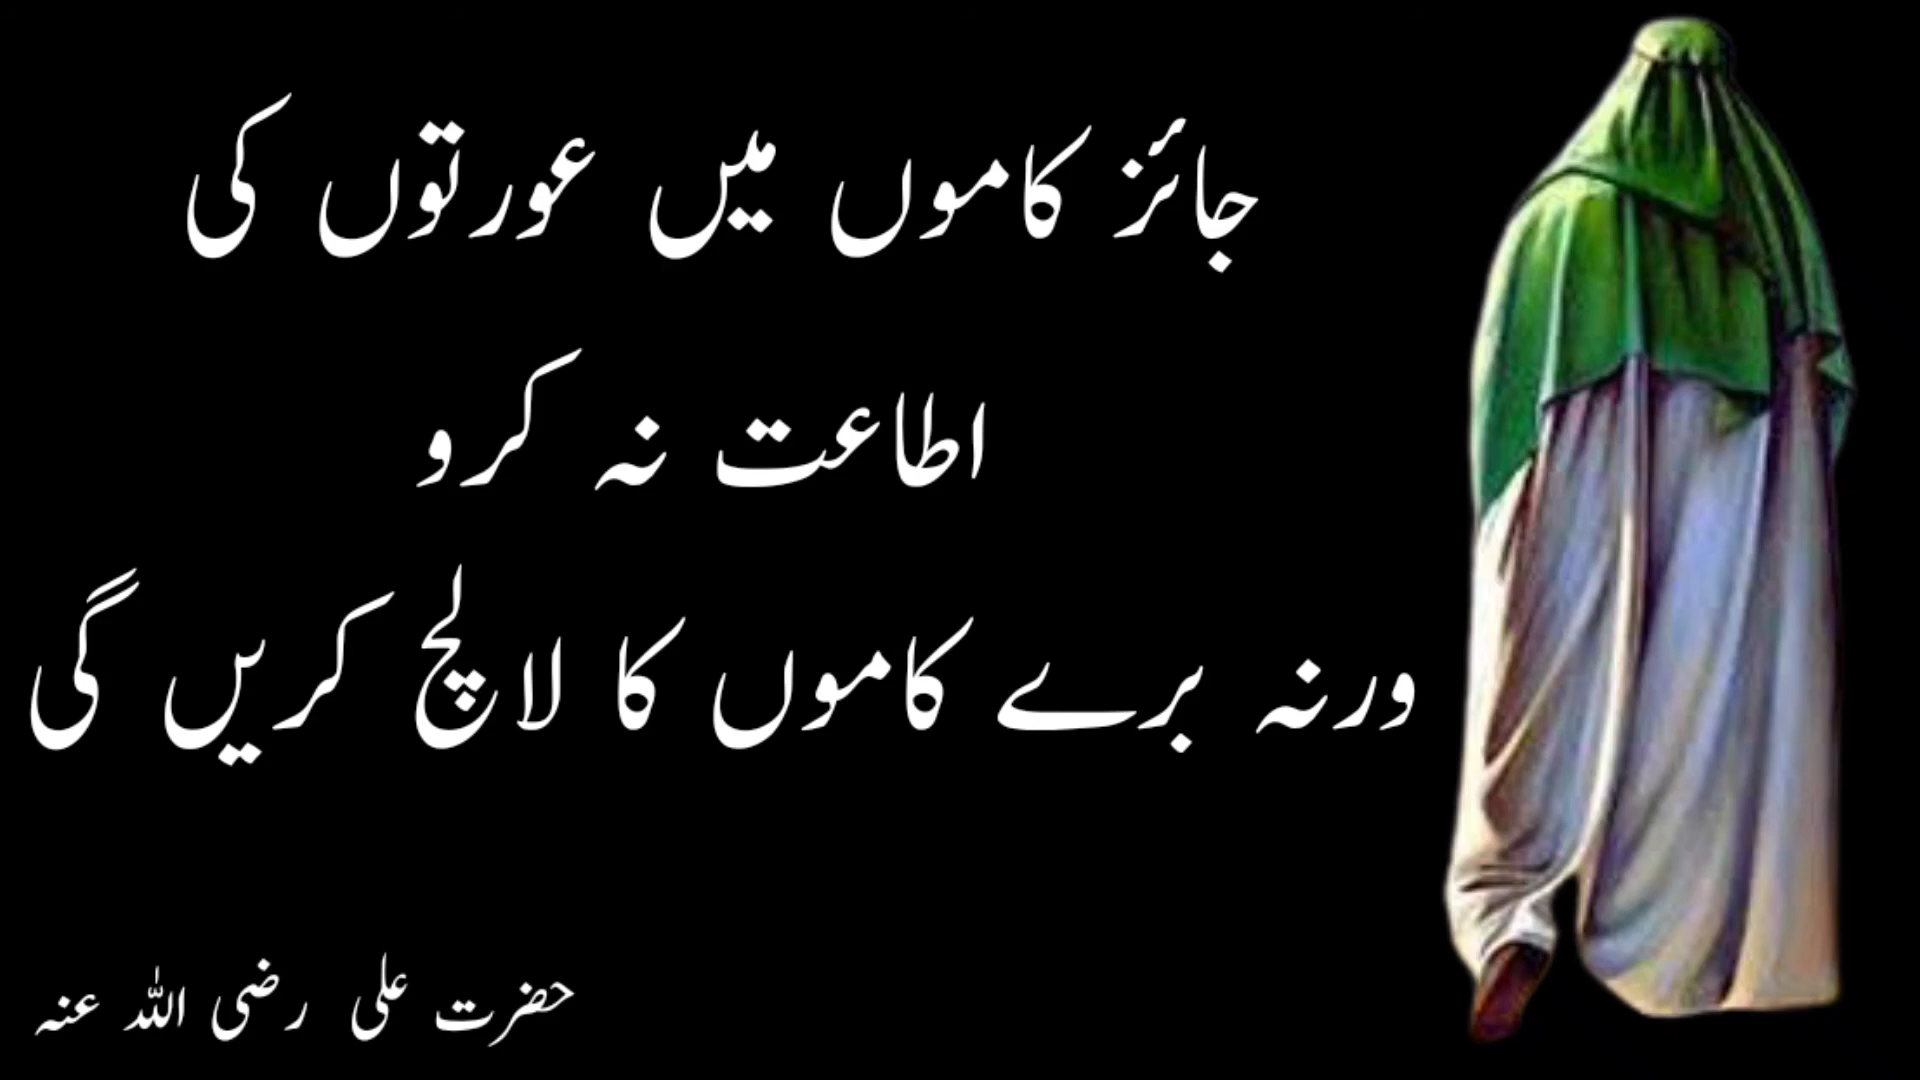 جائز کاموں میں عورتوں کی
اطاعت نہ کرو
ورنہ برے کاموں کا لالچ کریں گی
حضرت علی رضی اللہ عنہ